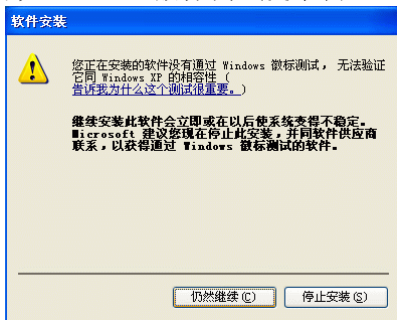 软件安装
您正在安装的软件没有通过 Windows 徽标测试，无法验证
它同 Windows XP 的相容性（
告诉我为什么这个测试很重要。)
继续安装此软件会立即或在以后使系统变得不稳定。
Microsoft 建议您现在停止此安装，并同软件供应商
联系，以获得通过 Windows 徽标测试的软件。
仍然继续(C)
停止安装(S)